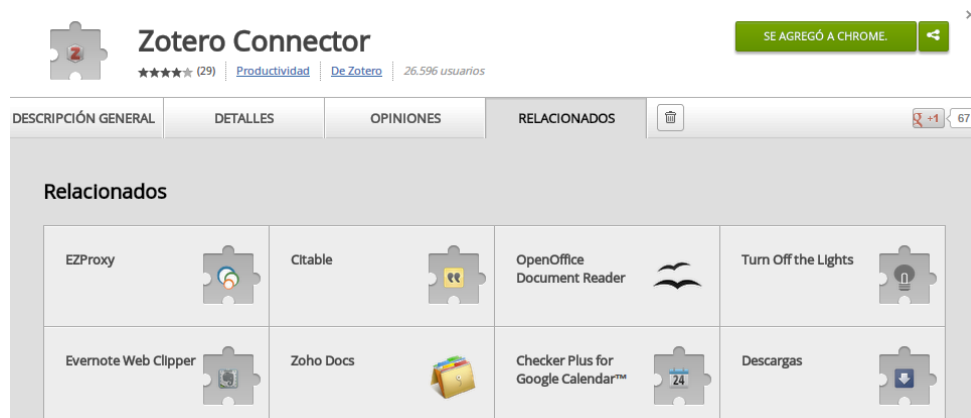 Zotero Connector
(29) Productividad De Zotero 26.596 usuarios
SE AGREGÓ A CHROME.
DESCRIPCIÓN GENERAL DETALLES OPINIONES RELACIONADOS
+1 67
Relacionados
EZProxy
Citable
OpenOffice
Document Reader
Turn Off the Lights
Evernote Web Clipper
Zoho Docs
Checker Plus for
Google Calendar™
24
Descargas